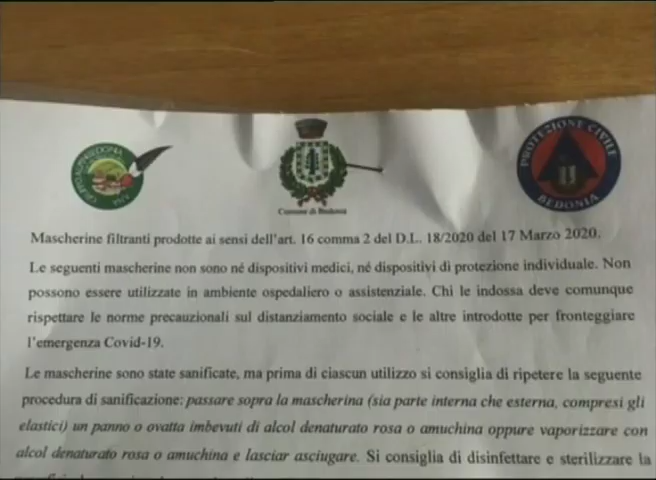 PROTEZIONE CIVILE
BEDONIA
Comune di Bedonia
Mascherine filtranti prodotte ai sensi dell'art. 16 comma 2 del D.L. 18/2020 del 17 Marzo 2020.
Le seguenti mascherine non sono né dispositivi medici, né dispositivi di protezione individuale. Non
possono essere utilizzate in ambiente ospedaliero o assistenziale. Chi le indossa deve comunque
rispettare le norme precauzionali sul distanziamento sociale e le altre introdotte per fronteggiare
l'emergenza Covid-19.
Le mascherine sono state sanificate, ma prima di ciascun utilizzo si consiglia di ripetere la seguente
procedura di sanificazione: passare sopra la mascherina (sia parte interna che esterna, compresi gli
elastici) un panno o ovatta imbevuti di alcol denaturato rosa o amuchina oppure vaporizzare con
alcol denaturato rosa o amuchina e lasciar asciugare. Si consiglia di disinfettare e sterilizzare la